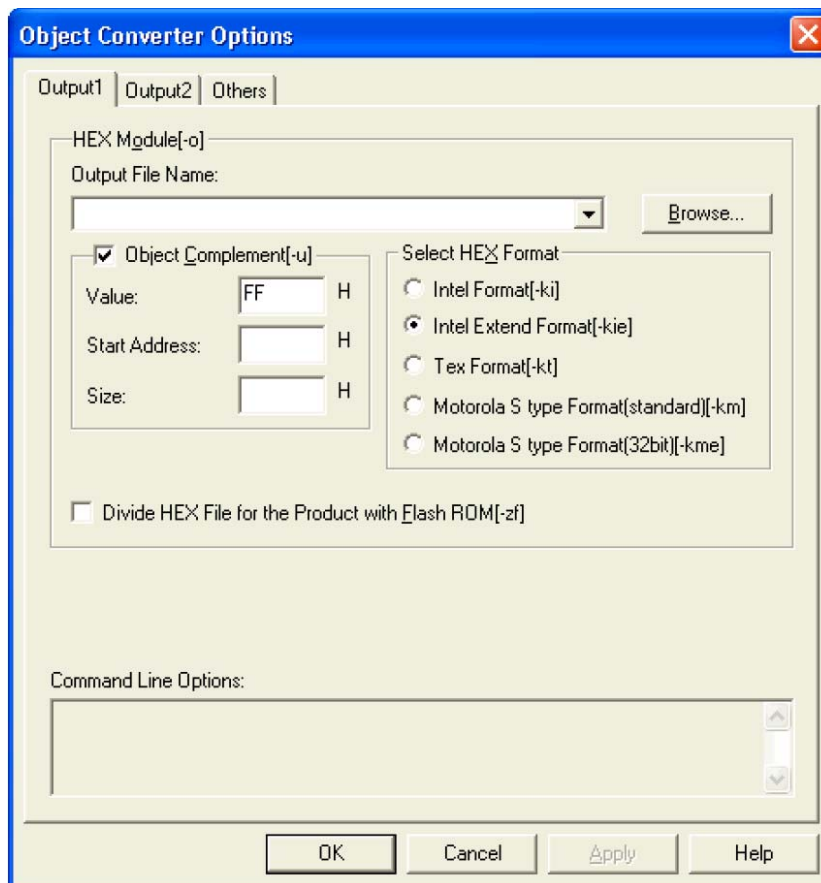 Object Converter Options
Output1 Output2 Others
HEX Module[-o]
Output File Name:
Browse...
Object Complement[-u]
Value: FF H
Start Address: H
Size: H
Select HEX Format
Intel Format[-ki]
Intel Extend Format[-kie]
Tex Format[-kt]
Motorola S type Format(standard)[-km]
Motorola S type Format(32bit)[-kme]
Divide HEX File for the Product with Flash ROM[-zf]
Command Line Options:
OK Cancel Apply Help